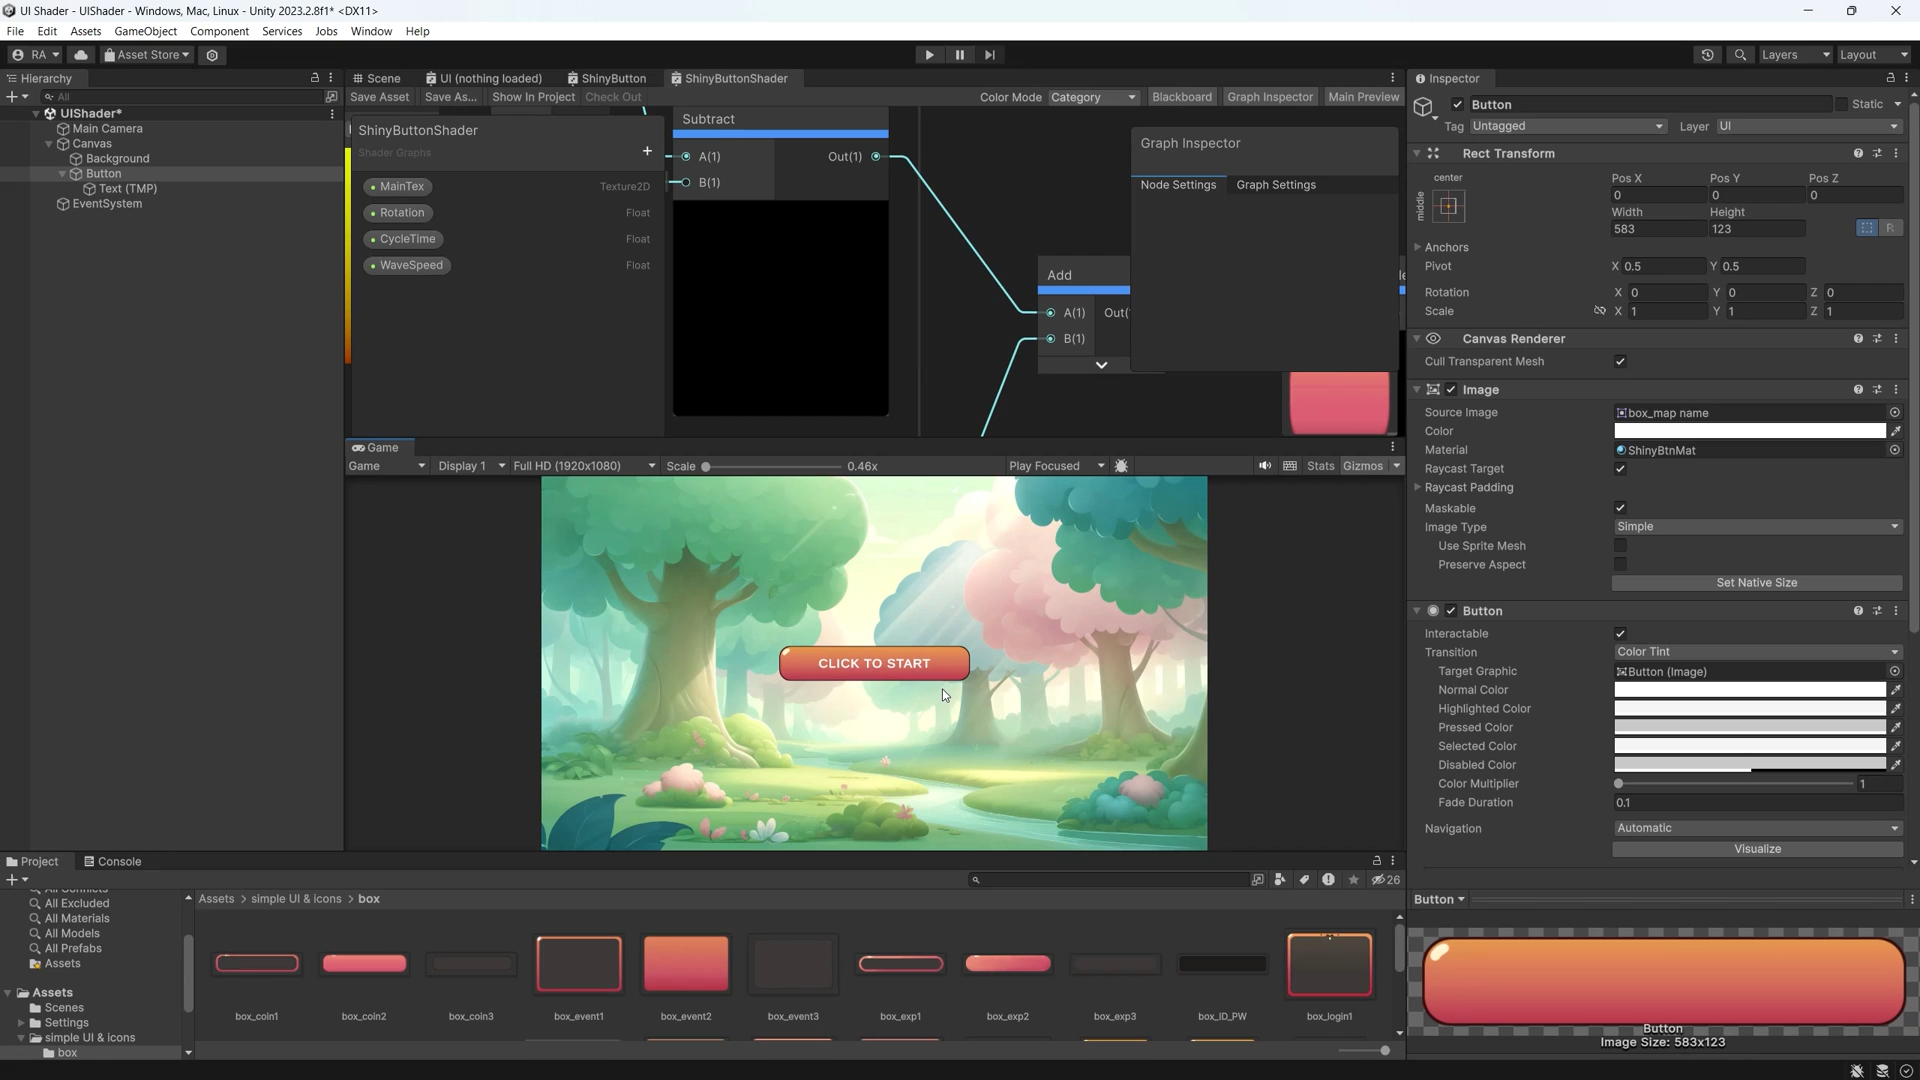 UI Shader - UIShader - Windows, Mac, Linux - Unity 2023.2.8f1* <DX11>
File Edit Assets GameObject Component Services Jobs Window Help
RA Asset Store Layers Layout
Hierarchy
All
UIShader*
Main Camera
Canvas
Background
Button
Text (TMP)
EventSystem
Scene UI (nothing loaded) ShinyButton ShinyButtonShader
Save Asset Save As... Show In Project Check Out Color Mode Category Blackboard Graph Inspector Main Preview
ShinyButtonShader
Shader Graphs
MainTex Texture2D
Rotation Float
CycleTime Float
WaveSpeed Float
Subtract
A(1) Out(1)
B(1)
Add
A(1) Out(
B(1)
Graph Inspector
Node Settings Graph Settings
Game
Game Display 1 Full HD (1920x1080) Scale 0.46x Play Focused Stats Gizmos
CLICK TO START
Inspector
Button Static
Tag Untagged Layer UI
Rect Transform
center
middle
Pos X Pos Y Pos Z
0 0 0
Width Height
583 123
R
Anchors
Pivot X 0.5 Y 0.5
Rotation X 0 Y 0 Z 0
Scale X 1 Y 1 Z 1
Canvas Renderer
Cull Transparent Mesh
Image
Source Image box_map name
Color
Material ShinyBtnMat
Raycast Target
Raycast Padding
Maskable
Image Type Simple
Use Sprite Mesh
Preserve Aspect
Set Native Size
Button
Interactable
Transition Color Tint
Target Graphic Button (Image)
Normal Color
Highlighted Color
Pressed Color
Selected Color
Disabled Color
Color Multiplier 1
Fade Duration 0.1
Navigation Automatic
Visualize
Button
Button
Image Size: 583x123
Project Console
26
All Excluded
All Materials
All Models
All Prefabs
Assets
Assets
Scenes
Settings
simple UI & icons
box
Assets > simple UI & icons > box
box_coin1 box_coin2 box_coin3 box_event1 box_event2 box_event3 box_exp1 box_exp2 box_exp3 box_ID_PW box_login1